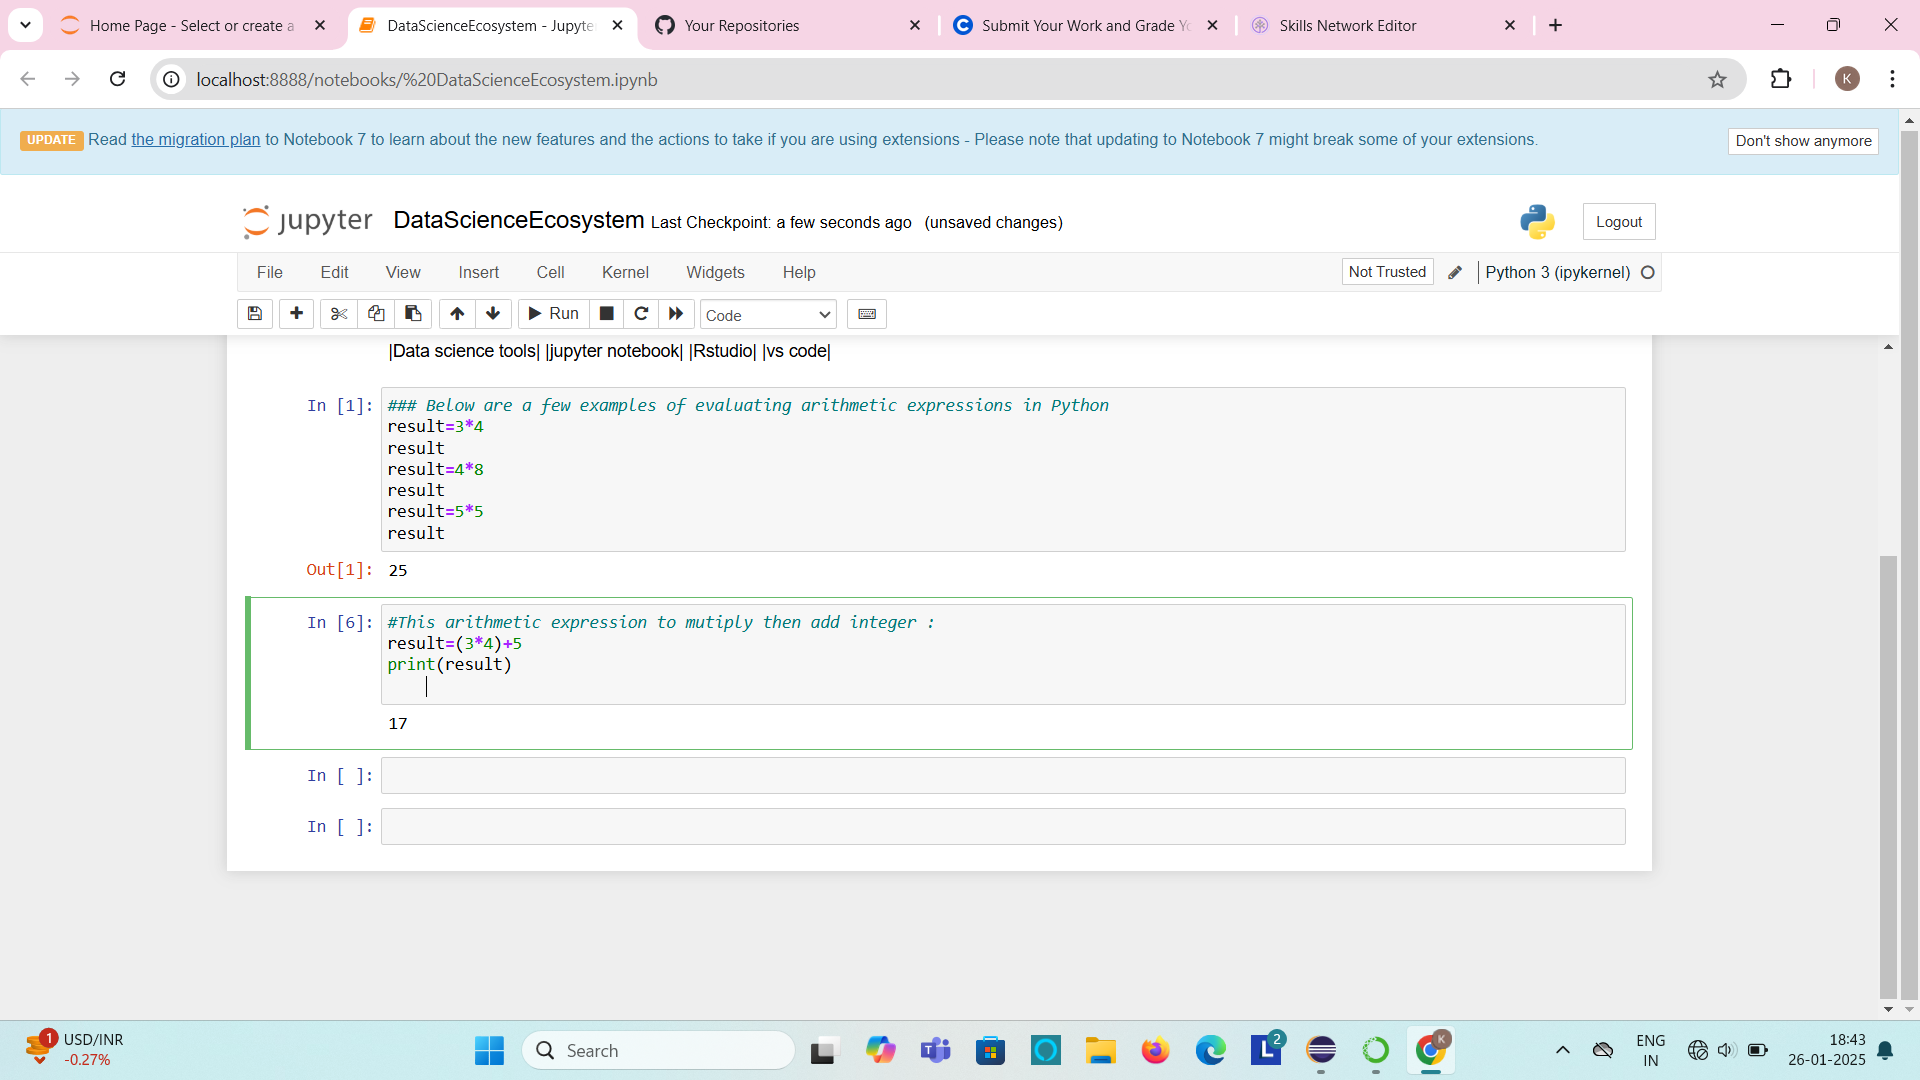 Home Page - Select or create a
DataScienceEcosystem - Jupyte
Your Repositories
Submit Your Work and Grade Yo
Skills Network Editor
localhost:8888/notebooks/%20DataScienceEcosystem.ipynb
K
UPDATE Read the migration plan to Notebook 7 to learn about the new features and the actions to take if you are using extensions - Please note that updating to Notebook 7 might break some of your extensions.
Don't show anymore
jupyter DataScienceEcosystem Last Checkpoint: a few seconds ago (unsaved changes)
Logout
File Edit View Insert Cell Kernel Widgets Help
Not Trusted
Python 3 (ipykernel)
Run
Code
|Data science tools| |jupyter notebook| |Rstudio| |vs code|
In [1]: ### Below are a few examples of evaluating arithmetic expressions in Python
result=3*4
result
result=4*8
result
result=5*5
result
Out[1]: 25
In [6]: #This arithmetic expression to mutiply then add integer :
result=(3*4)+5
print(result)
17
In [ ]:
In [ ]:
1
USD/INR
-0.27%
Search
L
2
K
ENG
IN
18:43
26-01-2025